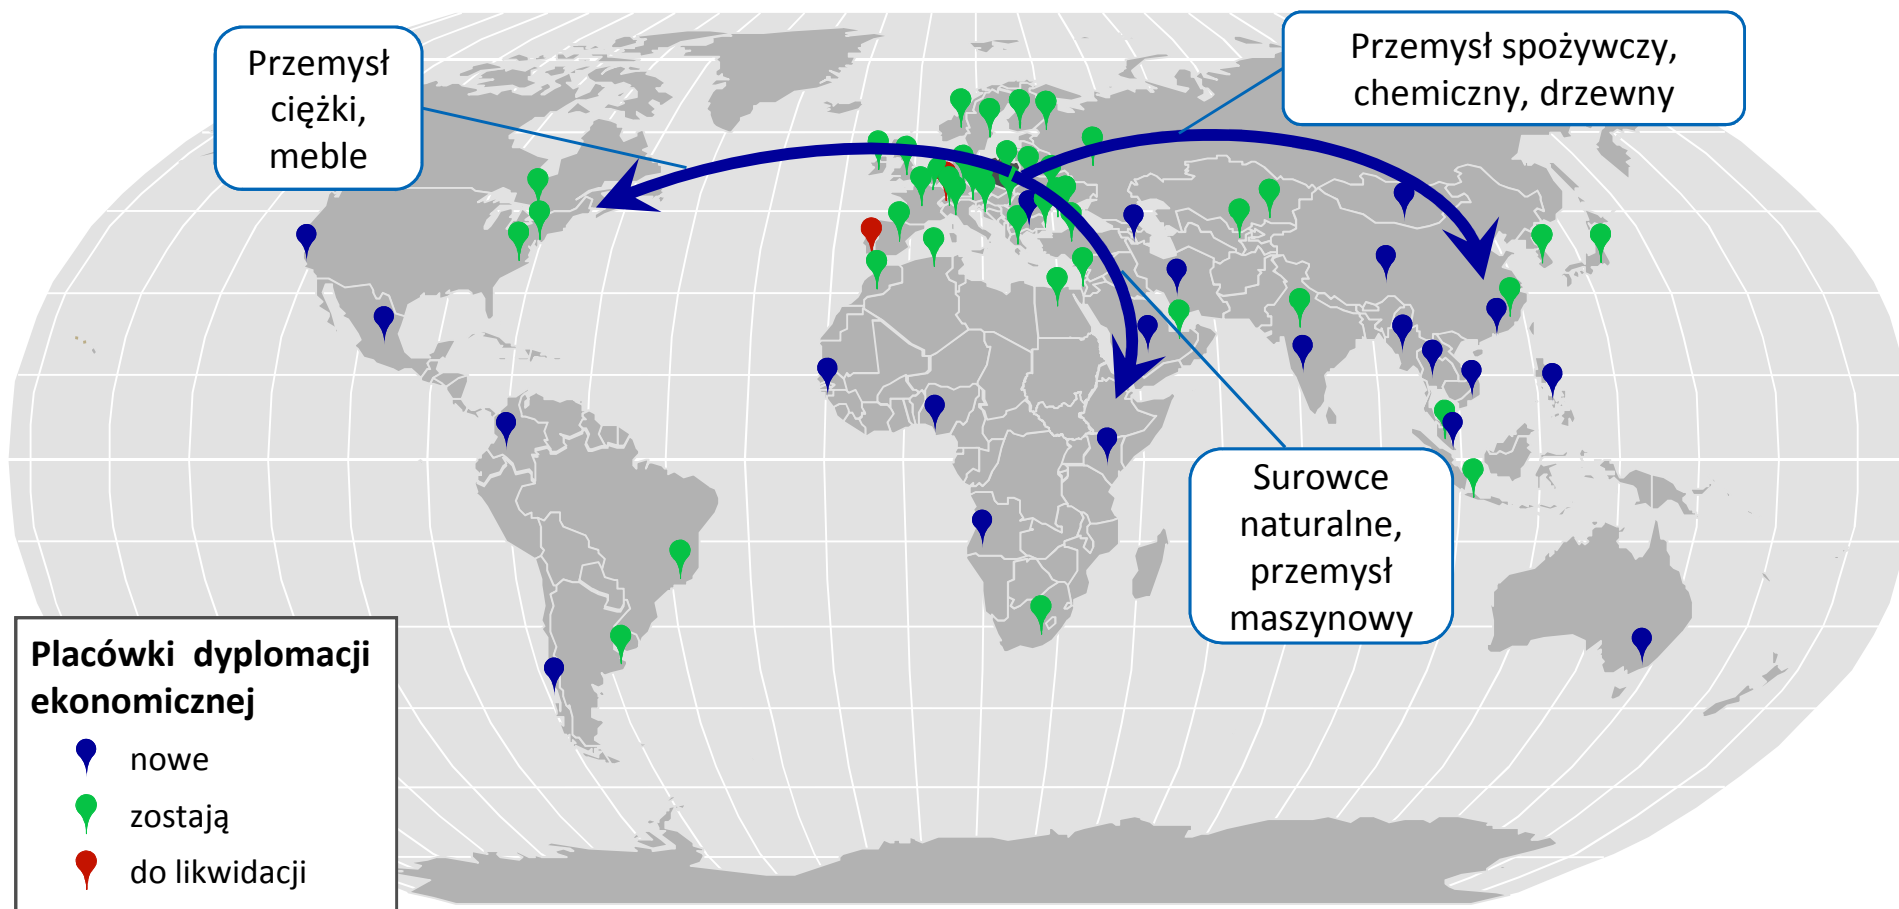 Przemysł
ciężki,
meble
Przemysł spożywczy,
chemiczny, drzewny
Surowce
naturalne,
przemysł
maszynowy
Placówki dyplomacji
ekonomicznej
nowe
zostają
do likwidacji